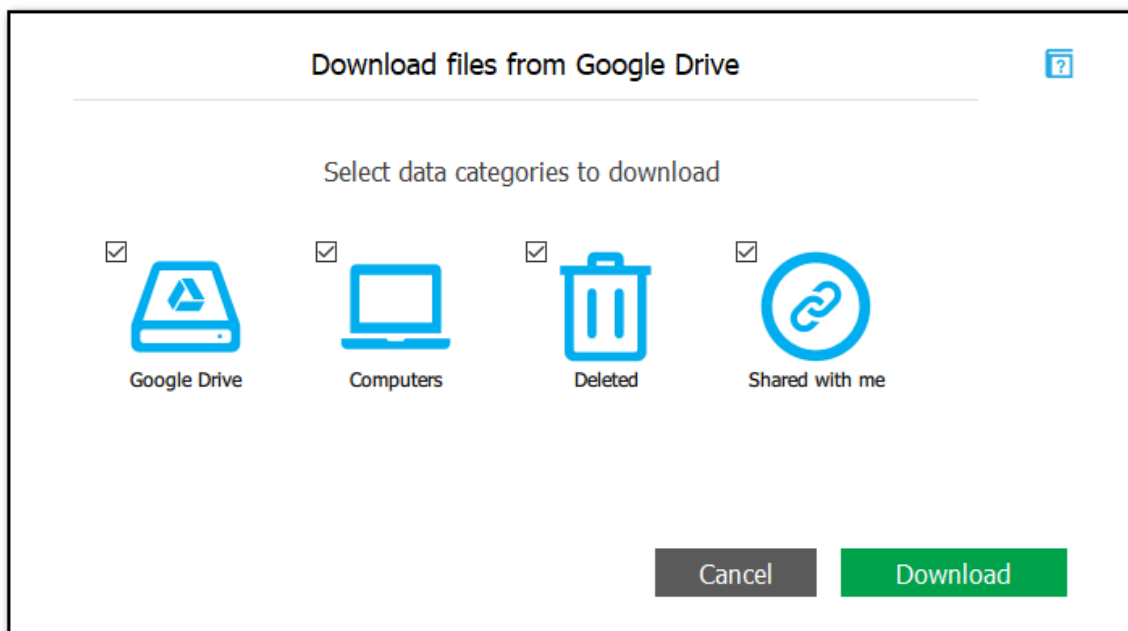 Download files from Google Drive
?
Select data categories to download
Google Drive
Computers
Deleted
Shared with me
Cancel
Download